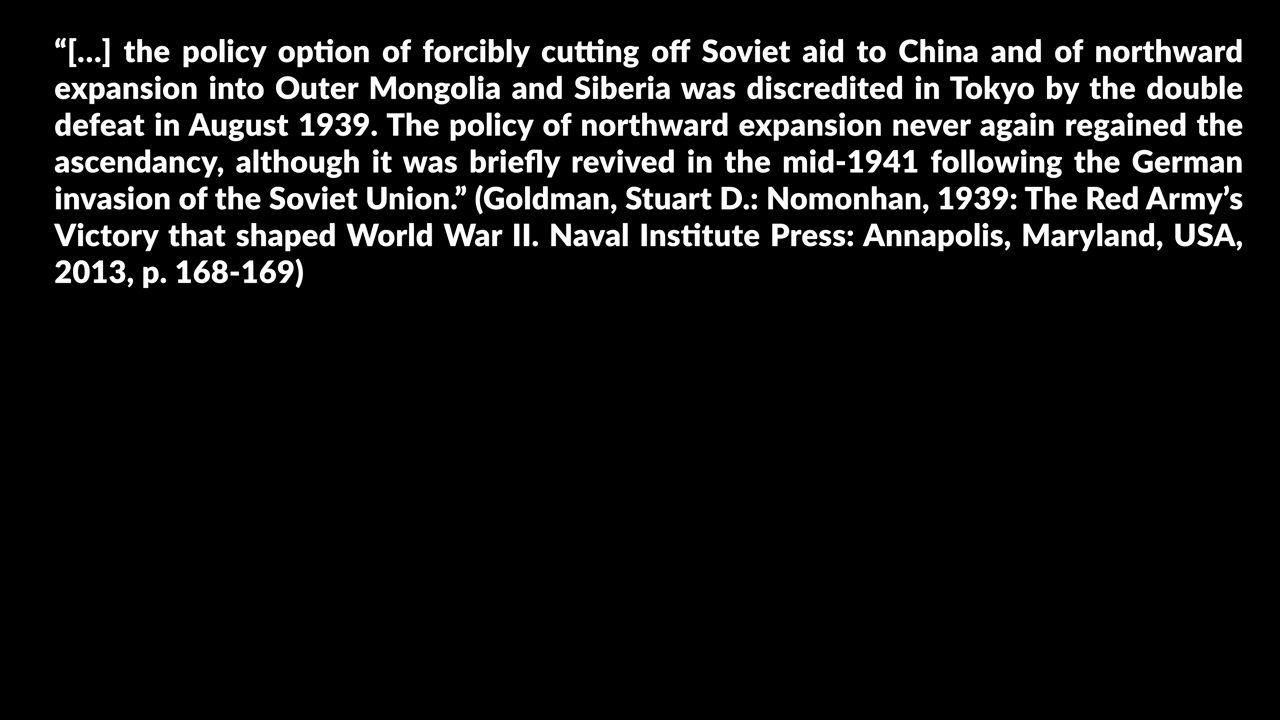 “[…] the policy option of forcibly cutting off Soviet aid to China and of northward
expansion into Outer Mongolia and Siberia was discredited in Tokyo by the double
defeat in August 1939. The policy of northward expansion never again regained the
ascendancy, although it was briefly revived in the mid-1941 following the German
invasion of the Soviet Union.” (Goldman, Stuart D.: Nomonhan, 1939: The Red Army’s
Victory that shaped World War II. Naval Institute Press: Annapolis, Maryland, USA,
2013, p. 168-169)